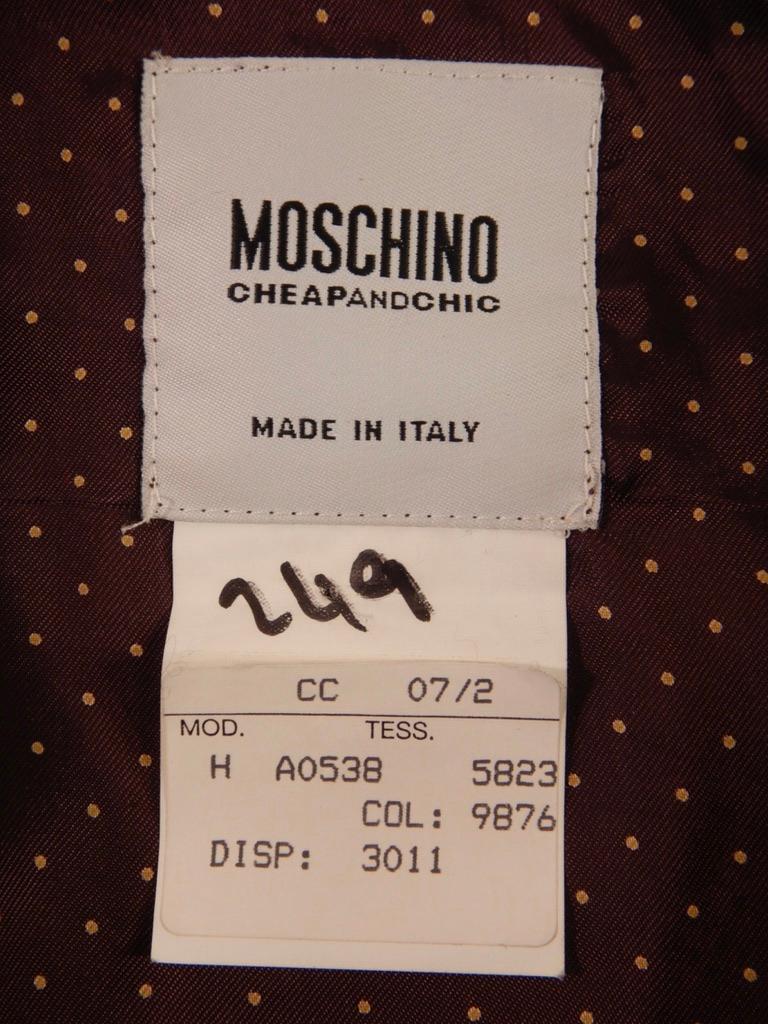 MOSCHINO
CHEAPANDCHIC
MADE IN ITALY
249
CC 07/2
MOD. TESS.
H A0538 5823
COL: 9876
DISP: 3011